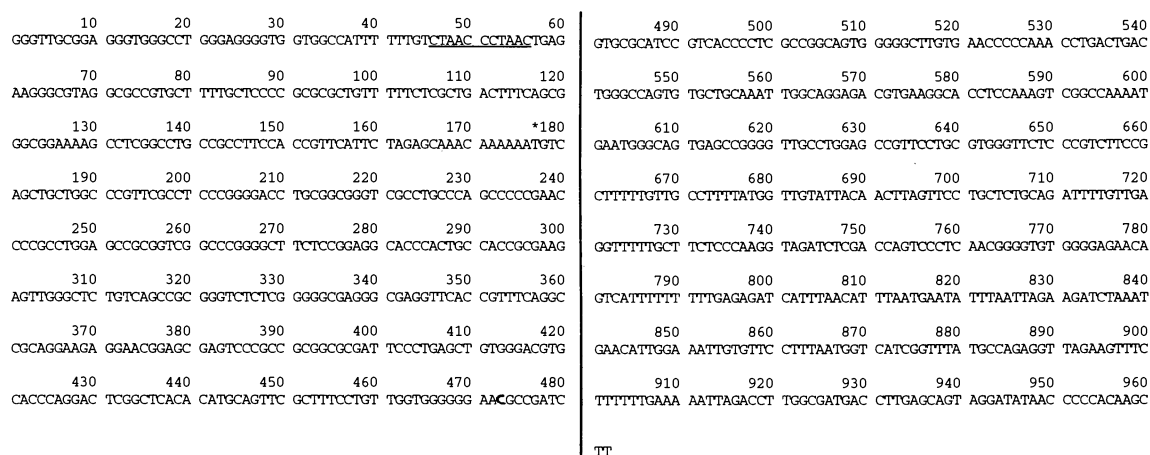 10 20 30 40 50 60
GGGTTGCGGA GGGTGGGCCT GGGAGGGGTG GTGGCCATTT TTTGTCTAAC CCTAACTGAG
70 80 90 100 110 120
AAGGGCGTAG GCGCCGTGCT TTTGCTCCCC GCGCGCTGTT TTTCTCGCTG ACTTTCAGCG
130 140 150 160 170 *180
GGCGGAAAAG CCTCGGCCTG CCGCCTTCCA CCGTTCATTC TAGAGCAAAC AAAAAATGTC
190 200 210 220 230 240
AGCTGCTGGC CCGTTCGCCT CCCGGGGACC TGCGGCGGGT CGCCTGCCCA GCCCCCGAAC
250 260 270 280 290 300
CCCGCCTGGA GCCGCGGTCG GCCCGGGGCT TCTCCGGAGG CACCCACTGC CACCGCGAAG
310 320 330 340 350 360
AGTTGGGCTC TGTCAGCCGC GGGTCTCTCG GGGGCGAGGG CGAGGTTCAC CGTTTCAGGC
370 380 390 400 410 420
CGCAGGAAGA GGAACGGAGC GAGTCCCGCC GCGGCGCGATT CCCTGAGCT GTGGGACGTG
430 440 450 460 470 480
CACCCAGGAC TCGGCTCACA CATGCAGTTC GCTTTCCTGT TGGTGGGGGG AACGCCGATC
490 500 510 520 530 540
GTGCGCATCC GTCACCCCTC GCCGGCAGTG GGGGCTTGTG AACCCCCAAA CCTGACTGAC
550 560 570 580 590 600
TGGGCCAGTG TGCTGCAAAT TGGCAGGAGA CGTGAAGGCA CCTCCAAAGT CGGCCAAAAT
610 620 630 640 650 660
GAATGGGCAG TGAGCCGGGG TTGCCTGGAG CCGTTCCTGC GTGGGTTCTC CCGTCTTCCG
670 680 690 700 710 720
CTTTTTGTTG CCTTTTATGG TTGTATTACA ACTTAGTTCC TGCTCTGCAG ATTTTGTTGA
730 740 750 760 770 780
GGTTTTTGCT TCTCCCAAGG TAGATCTCGA CCAGTCCCTC AACGGGGTGT GGGGAGAACA
790 800 810 820 830 840
GTCATTTTTT TTTGAGAGAT CATTTAACAT TTAATGAATA TTTAATTAGA AGATCTAAAT
850 860 870 880 890 900
GAACATTGGA AATTGTGTTC CTTTAATGGT CATCGGTTTA TGCCAGAGGT TAGAAGTTTC
910 920 930 940 950 960
TTTTTTGAAA AATTAGACCT TGGCGATGAC CTTGAGCAGT AGGATATAAC CCCCACAAGC
TT